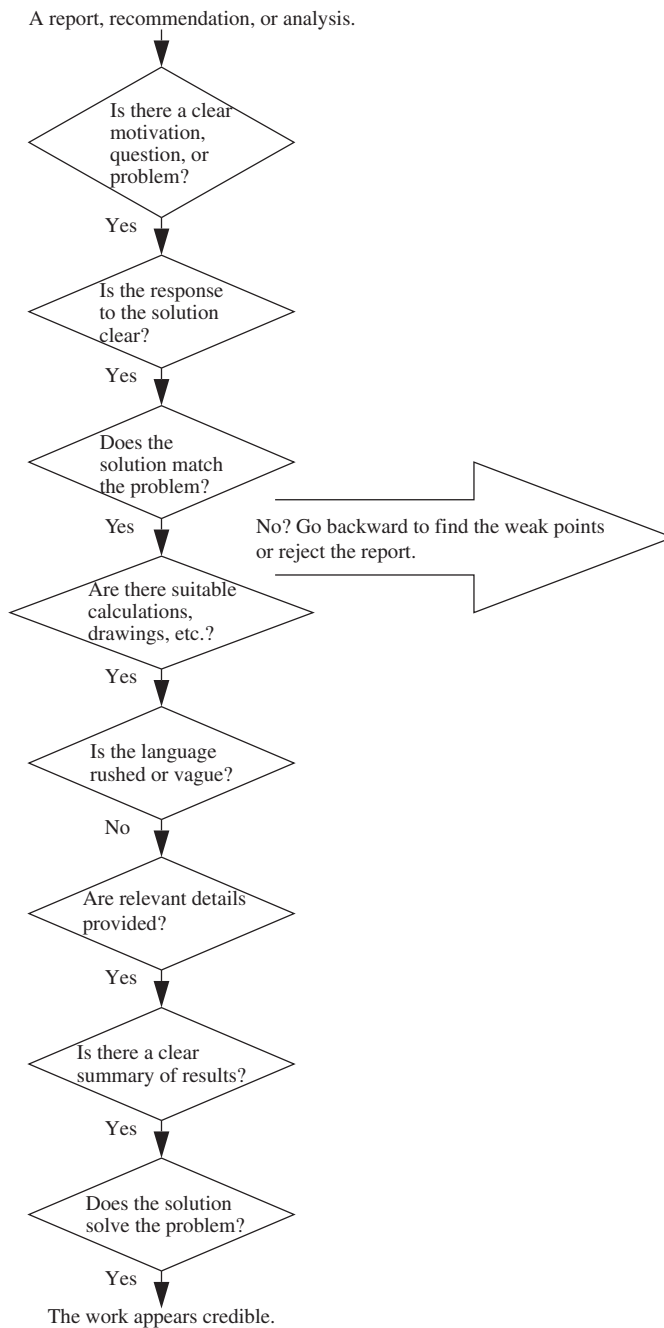 A report, recommendation, or analysis.
Is there a clear
motivation,
question, or
problem?
Yes
Is the response
to the solution
clear?
Yes
Does the
solution match
the problem?
Yes
No? Go backward to find the weak points
or reject the report.
Are there suitable
calculations,
drawings, etc.?
Yes
Is the language
rushed or vague?
No
Are relevant details
provided?
Yes
Is there a clear
summary of results?
Yes
Does the solution
solve the problem?
Yes
The work appears credible.